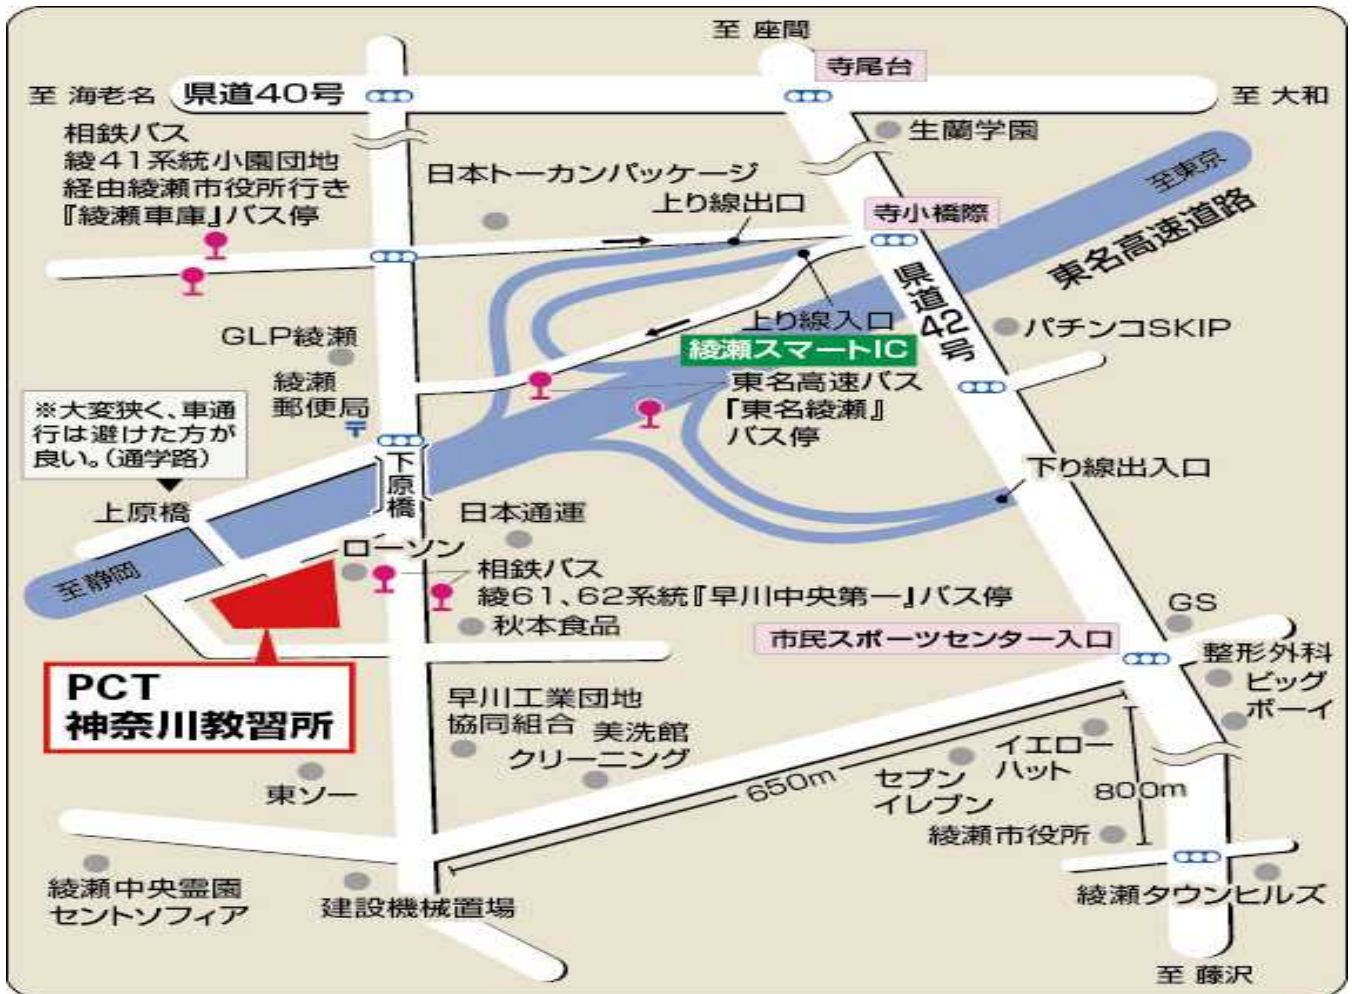 至 座間
寺尾台
至 海老名
県道40号
至 大和
相鉄バス
綾41系統小園団地
経由綾瀬市役所行き
『綾瀬車庫』バス停
生蘭学園
日本トーカンパッケージ
至東京
上り線出口
寺小橋際
東名高速道路
県道42号
GLP綾瀬
上り線入口
パチンコSKIP
綾瀬スマートIC
綾瀬
郵便局
〒
東名高速バス
『東名綾瀬』
バス停
※大変狭く、車通
行は避けた方が
良い。(通学路)
下り線出入口
下原橋
上原橋
日本通運
ローソン
至静岡
相鉄バス
綾61、62系統『早川中央第一』バス停
GS
秋本食品
市民スポーツセンター入口
整形外科
ビッグ
ボーイ
PCT
神奈川教習所
早川工業団地
協同組合
美洗館
クリーニング
イエロー
ハット
東ソー
650m
セブン
イレブン
800m
綾瀬市役所
綾瀬中央霊園
セントソフィア
建設機械置場
綾瀬タウンヒルズ
至 藤沢